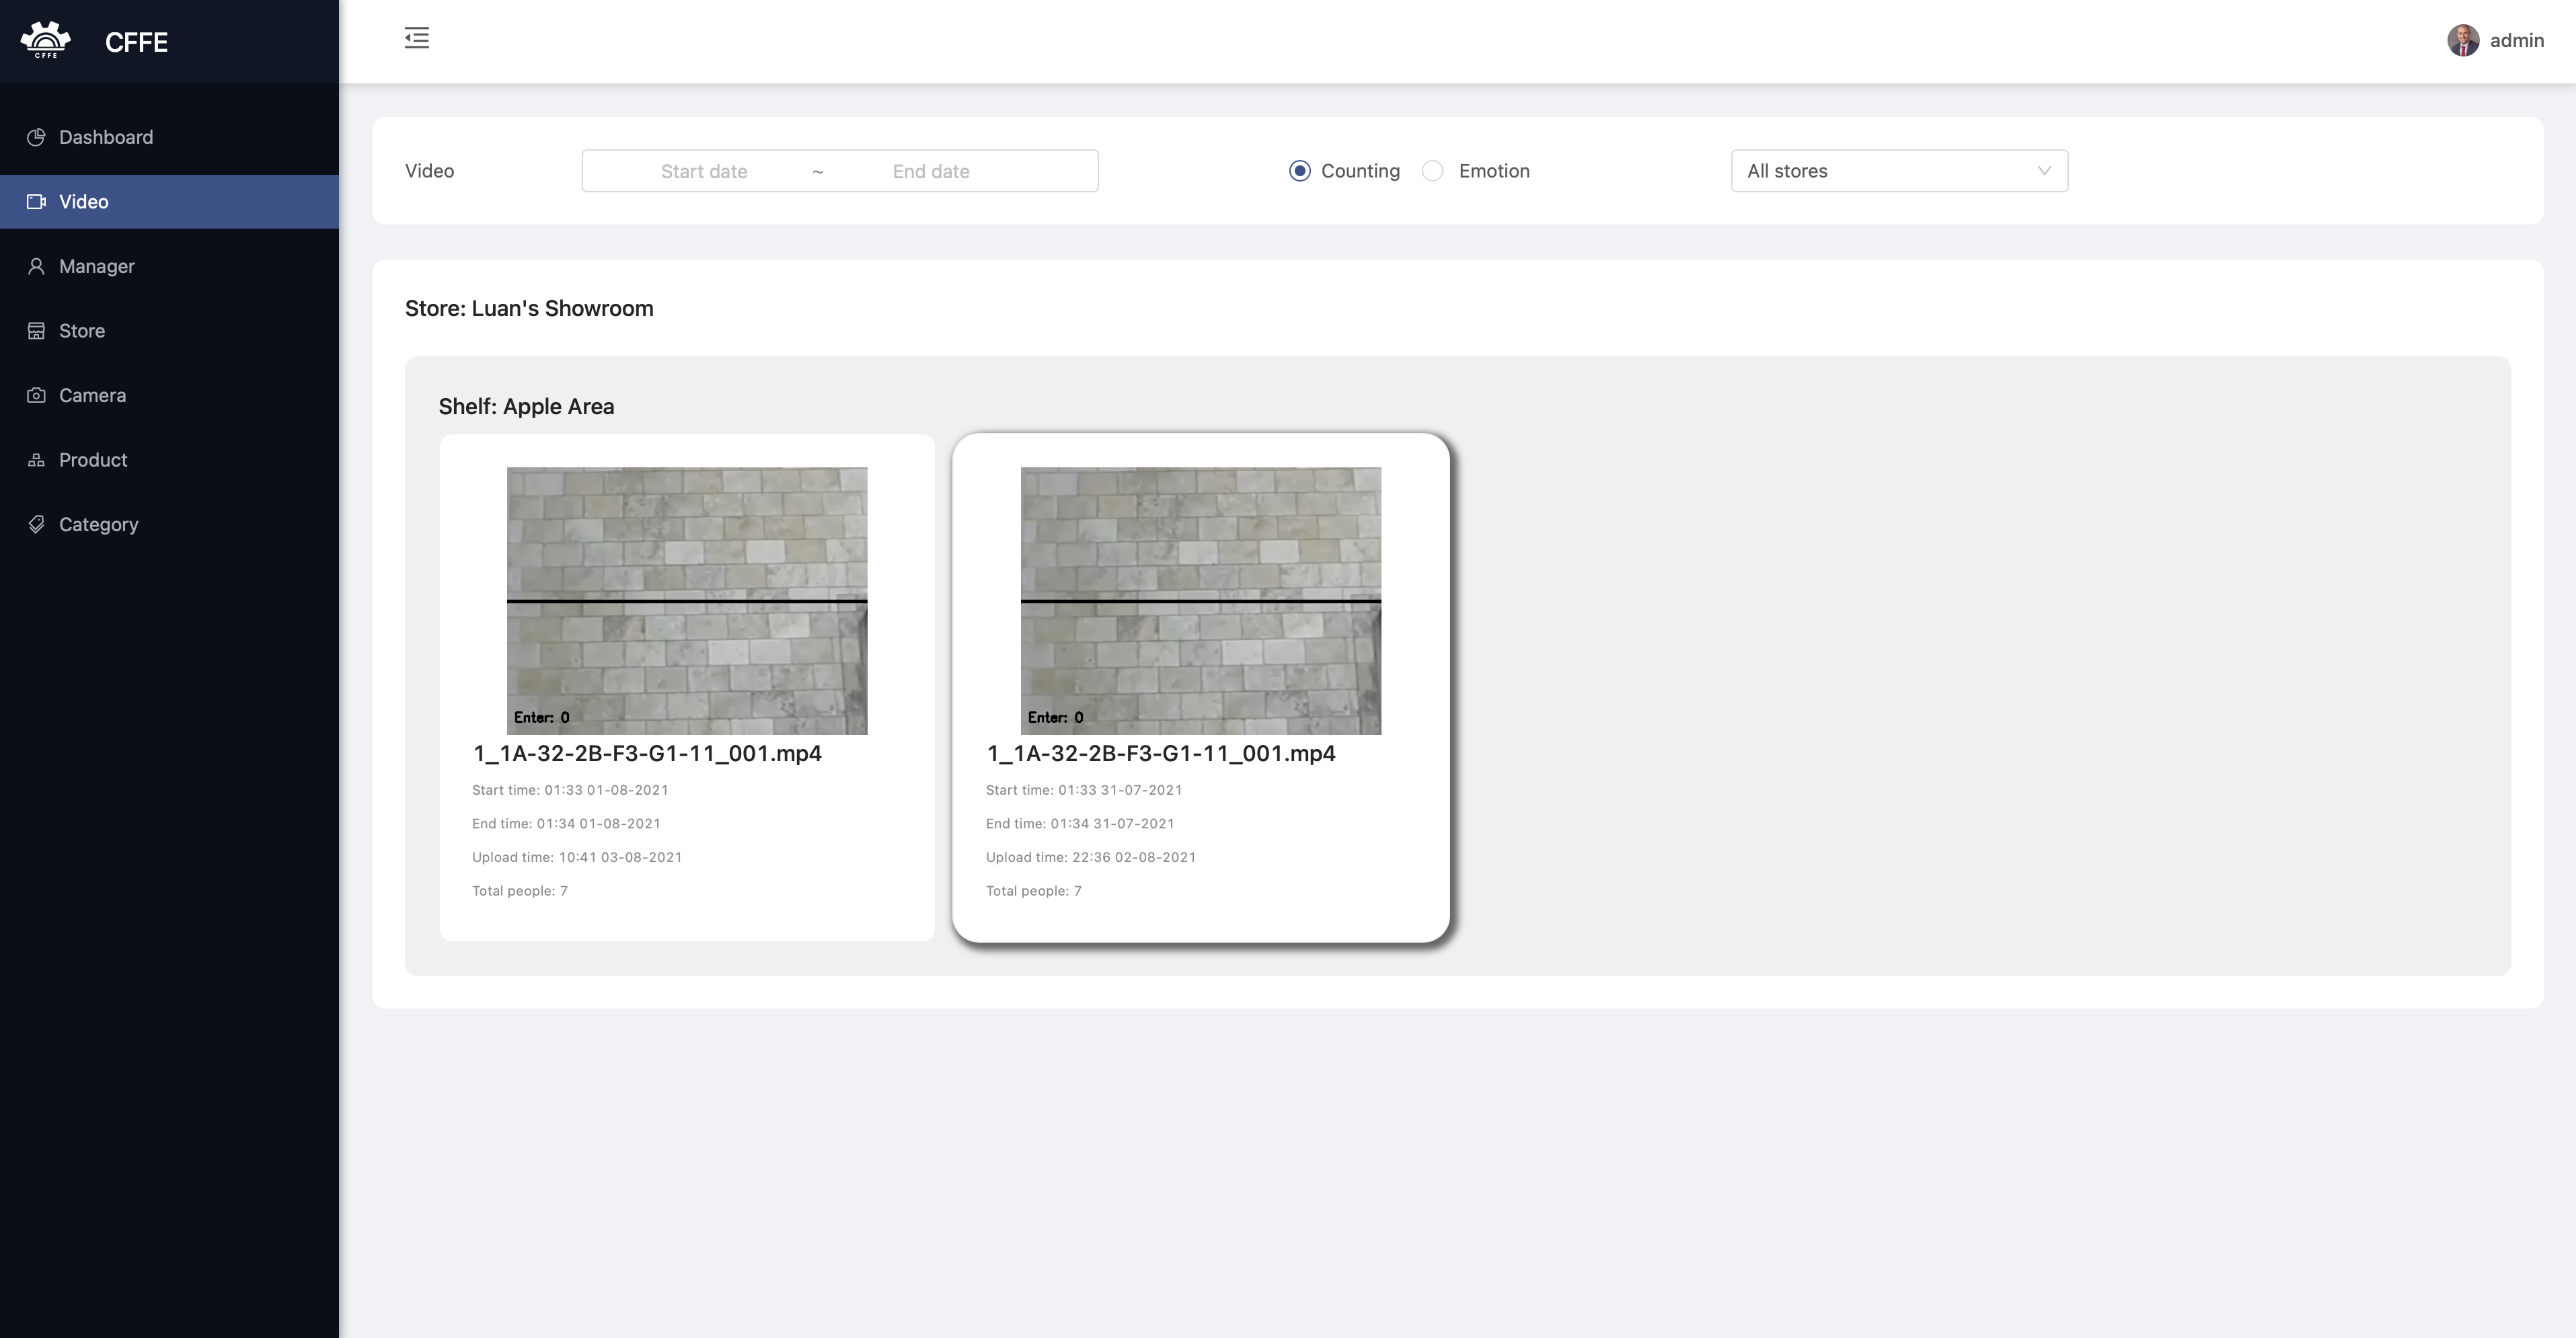 CFFE
CFFE
admin
Dashboard
Video
Manager
Store
Camera
Product
Category
Video
Start date ~ End date
Counting
Emotion
All stores
Store: Luan's Showroom
Shelf: Apple Area
Enter: 0
1_1A-32-2B-F3-G1-11_001.mp4
Start time: 01:33 01-08-2021
End time: 01:34 01-08-2021
Upload time: 10:41 03-08-2021
Total people: 7
Enter: 0
1_1A-32-2B-F3-G1-11_001.mp4
Start time: 01:33 31-07-2021
End time: 01:34 31-07-2021
Upload time: 22:36 02-08-2021
Total people: 7